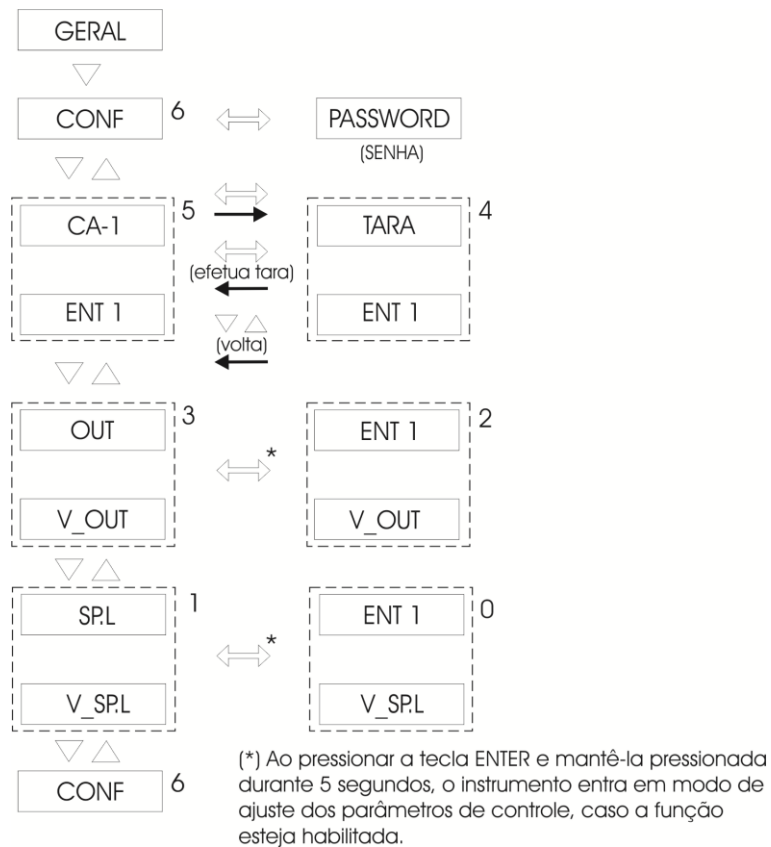 GERAL
CONF 6 PASSWORD
(SENHA)
CA-1 5 TARA 4
(efetua tara)
ENT 1 ENT 1
(volta)
OUT 3 ENT 1 2
*
V_OUT V_OUT
SP.L 1 ENT 1 0
*
V_SP.L V_SP.L
CONF 6
(*) Ao pressionar a tecla ENTER e mantê-la pressionada
durante 5 segundos, o instrumento entra em modo de
ajuste dos parâmetros de controle, caso a função
esteja habilitada.